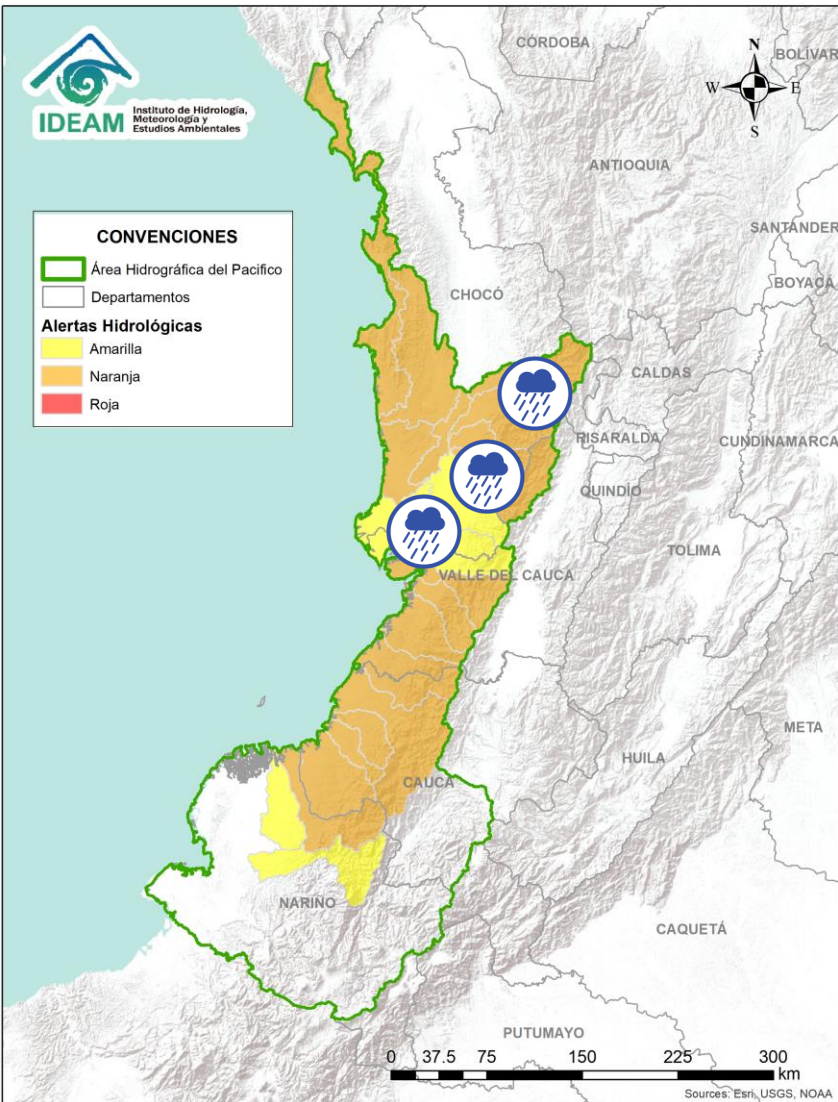 CÓRDOBA
BOLÍVAR
N
W E
S
IDEAM
Instituto de Hidrología,
Meteorología y
Estudios Ambientales
ANTIOQUIA
SANTANDER
CONVENCIONES
Área Hidrográfica del Pacifico
Departamentos
Alertas Hidrológicas
Amarilla
Naranja
Roja
BOYACÁ
CHOCÓ
CALDAS
RISARALDA
CUNDINAMARCA
QUINDÍO
TOLIMA
VALLE DEL CAUCA
META
HUILA
CAUCA
NARIÑO
CAQUETÁ
PUTUMAYO
0 37.5 75 150 225 300
km
Sources: Esri, USGS, NOAA